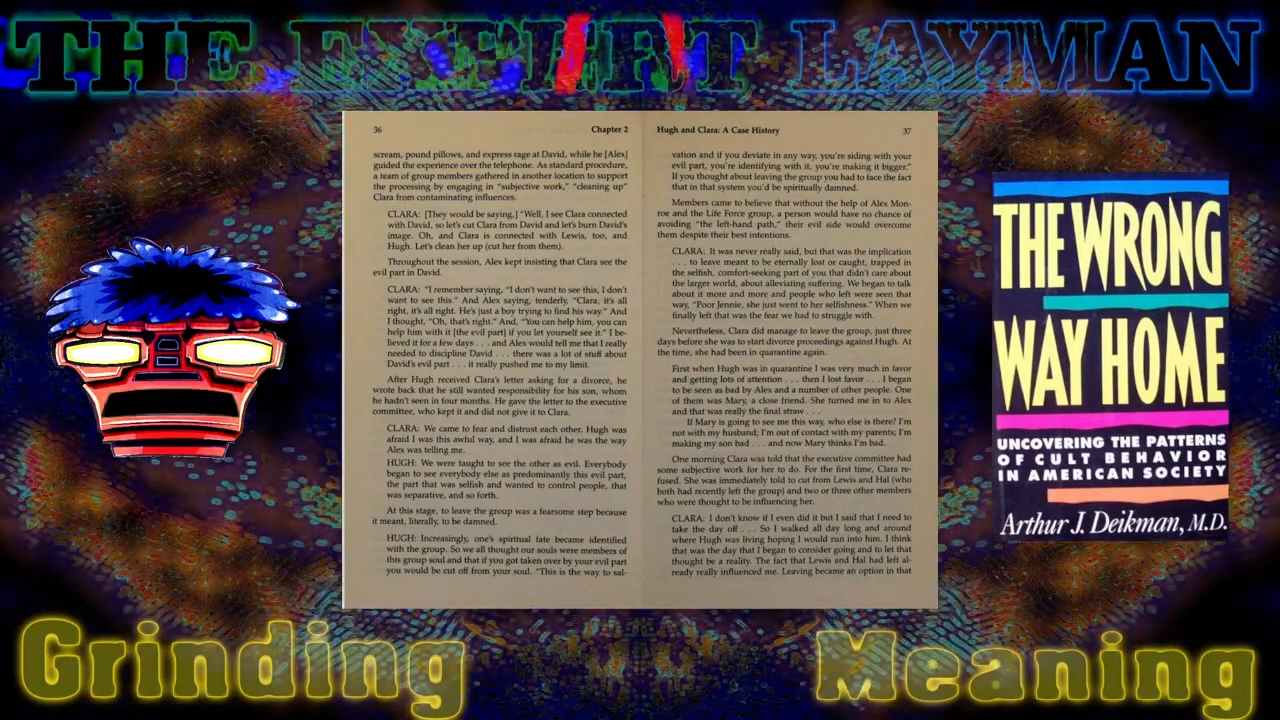 THE EXPERT LAYMAN
36 Chapter 2
scream, pound pillows, and express rage at David, while he [Alex]
guided the experience over the telephone. As standard procedure,
a team of group members gathered in another location to support
the processing by engaging in “subjective work,” “cleaning up”
Clara from contaminating influences.
CLARA: [They would be saying,] “Well, I see Clara connected
with David, so let's cut Clara from David and let's burn David's
image. Oh, and Clara is connected with Lewis, too, and
Hugh. Let's clean her up (cut her from them).
Throughout the session, Alex kept insisting that Clara see the
evil part in David.
CLARA: “I remember saying, “I don't want to see this, I don't
want to see this.” And Alex saying, tenderly, “Clara, it's all
right, it's all right. He's just a boy trying to find his way.” And
I thought, “Oh, that's right.” And, “You can help him, you can
help him with it [the evil part] if you let yourself see it.” I be-
lieved it for a few days . . . and Alex would tell me that I really
needed to discipline David . . . there was a lot of stuff about
David's evil part . . . it really pushed me to my limit.
After Hugh received Clara's letter asking for a divorce, he
wrote back that he still wanted responsibility for his son, whom
he hadn't seen in four months. He gave the letter to the executive
committee, who kept it and did not give it to Clara.
CLARA: We came to fear and distrust each other. Hugh was
afraid I was this awful way, and I was afraid he was the way
Alex was telling me.
HUGH: We were taught to see the other as evil. Everybody
began to see everybody else as predominantly this evil part,
the part that was selfish and wanted to control people, that
was separative, and so forth.
At this stage, to leave the group was a fearsome step because
it meant, literally, to be damned.
HUGH: Increasingly, one's spiritual fate became identified
with the group. So we all thought our souls were members of
this group soul and that if you got taken over by your evil part
you would be cut off from your soul. “This is the way to sal-
Hugh and Clara: A Case History 37
vation and if you deviate in any way, you're siding with your
evil part, you're identifying with it, you're making it bigger.”
If you thought about leaving the group you had to face the fact
that in that system you'd be spiritually damned.
Members came to believe that without the help of Alex Mon-
roe and the Life Force group, a person would have no chance of
avoiding “the left-hand path,” their evil side would overcome
them despite their best intentions.
CLARA: It was never really said, but that was the implication
. . . to leave meant to be eternally lost or caught, trapped in
the selfish, comfort-seeking part of you that didn't care about
the larger world, about alleviating suffering. We began to talk
about it more and more and people who left were seen that
way, “Poor Jennie, she just went to her selfishness.” When we
finally left that was the fear we had to struggle with.
Nevertheless, Clara did manage to leave the group, just three
days before she was to start divorce proceedings against Hugh. At
the time, she had been in quarantine again.
First when Hugh was in quarantine I was very much in favor
and getting lots of attention . . . then I lost favor . . . I began
to be seen as bad by Alex and a number of other people. One
of them was Mary, a close friend. She turned me in to Alex
and that was really the final straw . . .
If Mary is going to see me this way, who else is there? I'm
not with my husband; I'm out of contact with my parents; I'm
making my son bad . . . and now Mary thinks I'm bad.
One morning Clara was told that the executive committee had
some subjective work for her to do. For the first time, Clara re-
fused. She was immediately told to cut from Lewis and Hal (who
both had recently left the group) and two or three other members
who were thought to be influencing her.
CLARA: I don't know if I even did it but I said that I need to
take the day off . . . So I walked all day long and around
where Hugh was living hoping I would run into him. I think
that was the day that I began to consider going and to let that
thought be a reality. The fact that Lewis and Hal had left al-
ready really influenced me. Leaving became an option in that
THE WRONG
WAY HOME
UNCOVERING THE PATTERNS
OF CULT BEHAVIOR
IN AMERICAN SOCIETY
Arthur J. Deikman, M.D.
Grinding Meaning